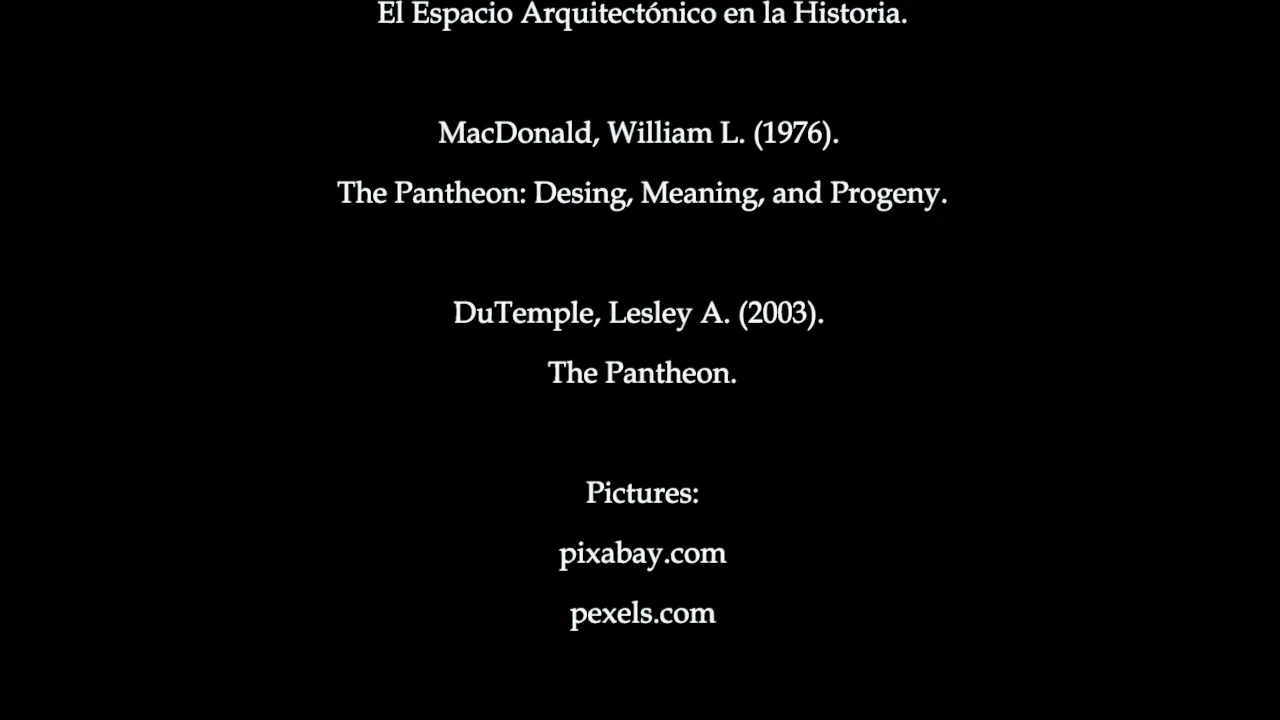 El Espacio Arquitectónico en la Historia.
MacDonald, William L. (1976).
The Pantheon: Desing, Meaning, and Progeny.
DuTemple, Lesley A. (2003).
The Pantheon.
Pictures:
pixabay.com
pexels.com